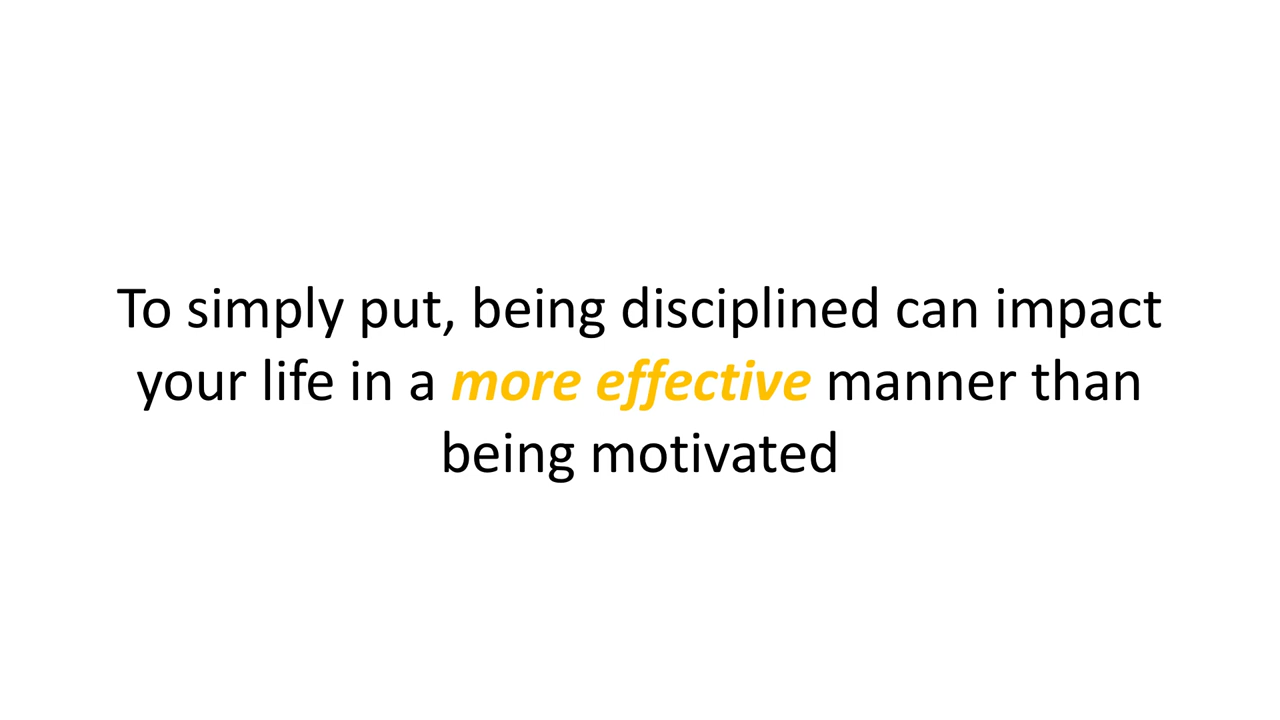 To simply put, being disciplined can impact
your life in a more effective manner than
being motivated